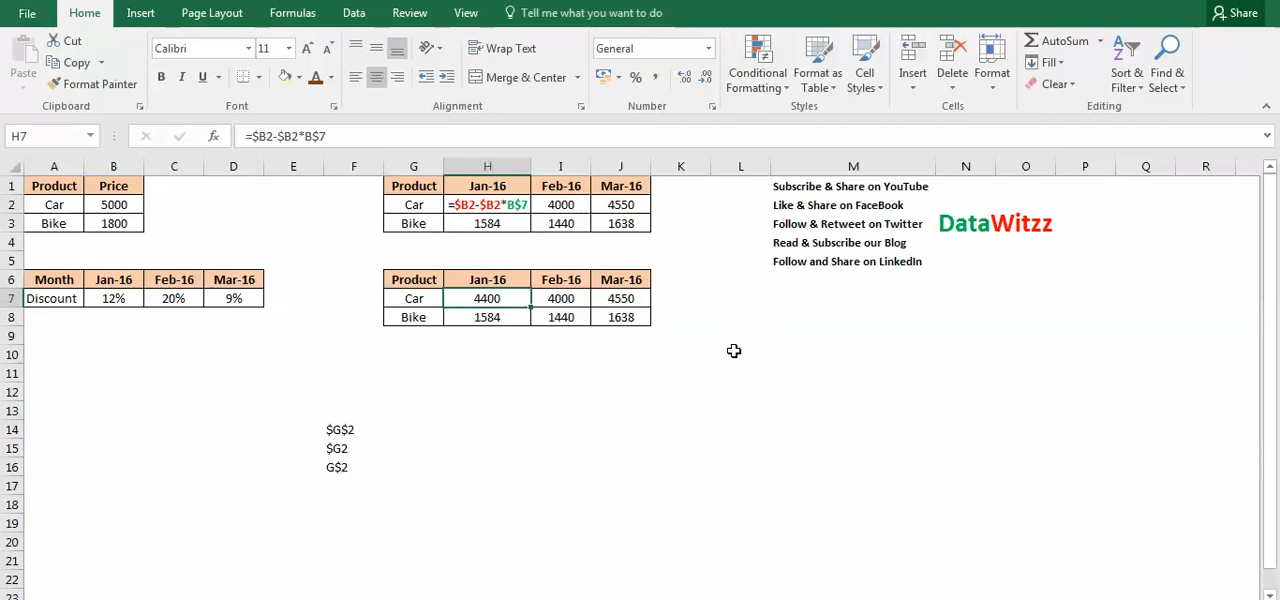 File Home Insert Page Layout Formulas Data Review View Tell me what you want to do Share
Cut
Copy
Format Painter
Paste
Clipboard
Calibri 11 A A
B I U A
Font
Wrap Text
Merge & Center
Alignment
General
% ,
Number
Conditional Formatting
Format as Table
Cell Styles
Styles
Insert
Delete
Format
Cells
AutoSum
Fill
Clear
Sort & Filter
Find & Select
Editing
H7 fx =$B2-$B2*B$7
A B C D E F G H I J K L M N O P Q R
1 Product Price Product Jan-16 Feb-16 Mar-16 Subscribe & Share on YouTube
2 Car 5000 Car =$B2-$B2*B$7 4000 4550 Like & Share on FaceBook
3 Bike 1800 Bike 1584 1440 1638 Follow & Retweet on Twitter DataWitzz
4 Read & Subscribe our Blog
5 Follow and Share on LinkedIn
6 Month Jan-16 Feb-16 Mar-16 Product Jan-16 Feb-16 Mar-16
7 Discount 12% 20% 9% Car 4400 4000 4550
8 Bike 1584 1440 1638
9
10
11
12
13
14 $G$2
15 $G2
16 G$2
17
18
19
20
21
22
23